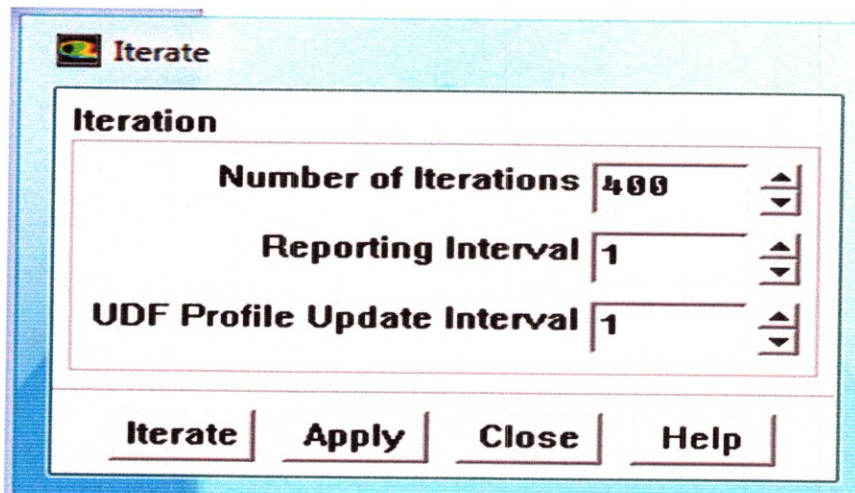 Iterate
Iteration
Number of Iterations 400
Reporting Interval 1
UDF Profile Update Interval 1
Iterate Apply Close Help